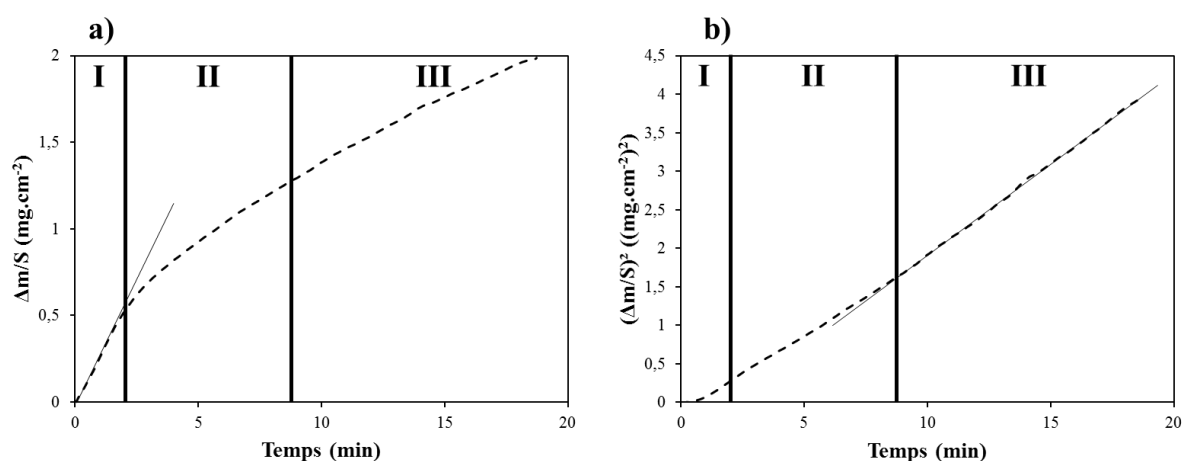 a)
I II III
2
1,5
1
0,5
0
0 5 10 15 20
Δm/S (mg.cm⁻²)
Temps (min)
b)
I II III
4,5
4
3,5
3
2,5
2
1,5
1
0,5
0
0 5 10 15 20
(Δm/S)² ((mg.cm⁻²)²)
Temps (min)